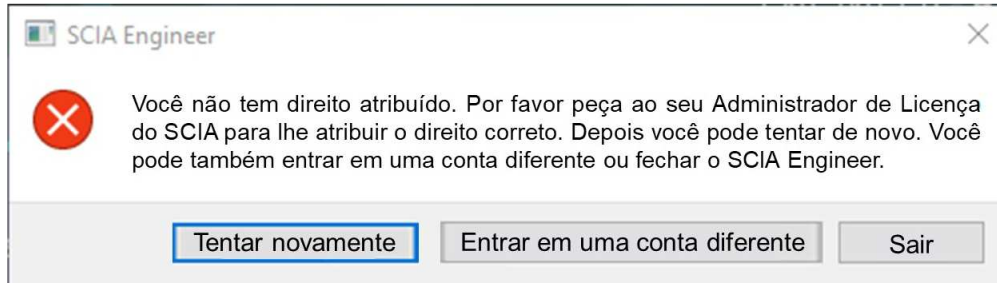 SCIA Engineer
Você não tem direito atribuído. Por favor peça ao seu Administrador de Licença
do SCIA para lhe atribuir o direito correto. Depois você pode tentar de novo. Você
pode também entrar em uma conta diferente ou fechar o SCIA Engineer.
Tentar novamente
Entrar em uma conta diferente
Sair